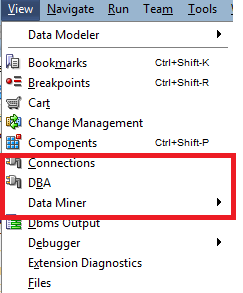 View Navigate Run Team Tools
Data Modeler
Bookmarks Ctrl+Shift-K
Breakpoints Ctrl+Shift-R
Cart
Change Management
Components Ctrl+Shift-P
Connections
DBA
Data Miner
Dbms Output
Debugger
Extension Diagnostics
Files